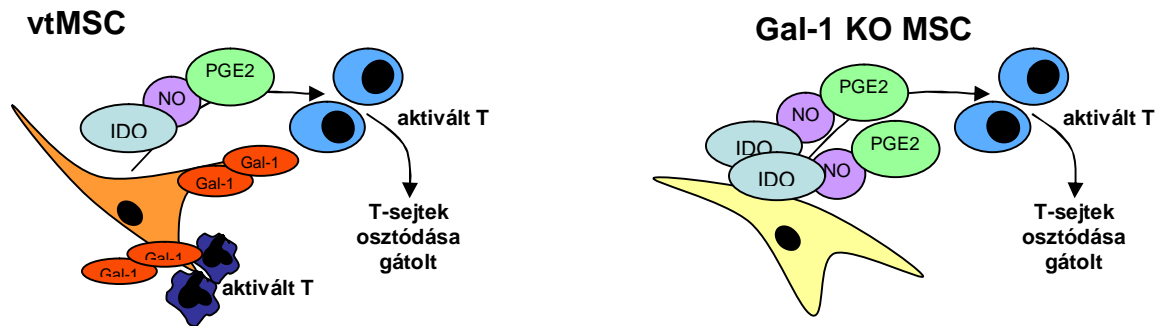 vtMSC
PGE2
NO
IDO
Gal-1
Gal-1
Gal-1
Gal-1
aktivált T
T-sejtek
osztódása
gátolt
aktivált T
Gal-1 KO MSC
PGE2
NO
PGE2
IDO
IDO
NO
aktivált T
T-sejtek
osztódása
gátolt